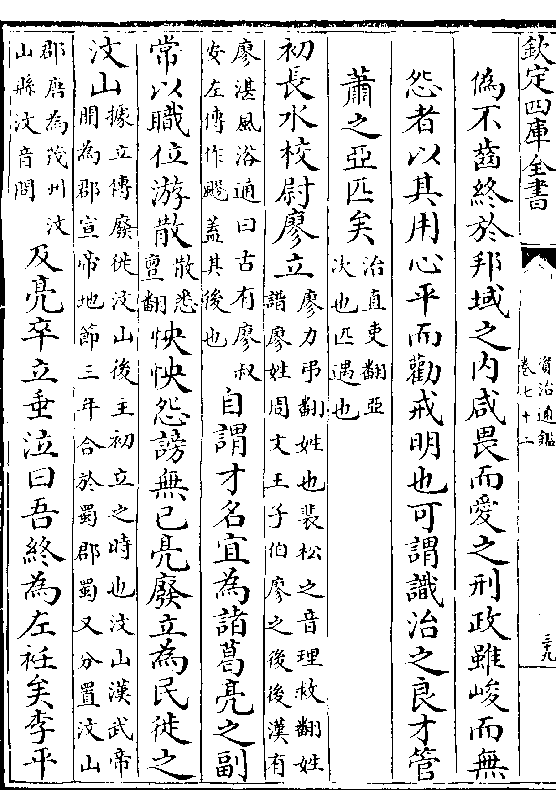 欽定四庫全書
資治通鑑
卷七十二
三九
偽不齒終於邦域之内咸畏而愛之刑政雖峻而無
怨者以其用心平而勸戒明也可謂識治之良才管
蕭之亞匹矣
治直吏翻亞
次也匹遇也
初長水校尉廖立
廖力弔翻姓也裴松之音理救翻姓
譜廖姓周文王子伯廖之後後漢有
廖湛風俗通曰古有廖叔
安左傳作飂蓋其後也
自謂才名宜為諸葛亮之副
常以職位游散
散悉
亶翻
怏怏怨謗無已亮廢立為民徙之
汶山
據立傳廢徙汶山後主初立之時也汶山漢武帝
開為郡宣帝地節三年合於蜀郡蜀又分置汶山
郡唐為茂州汶
山縣汶音問
及亮卒立垂泣曰吾終為左袵矣李平